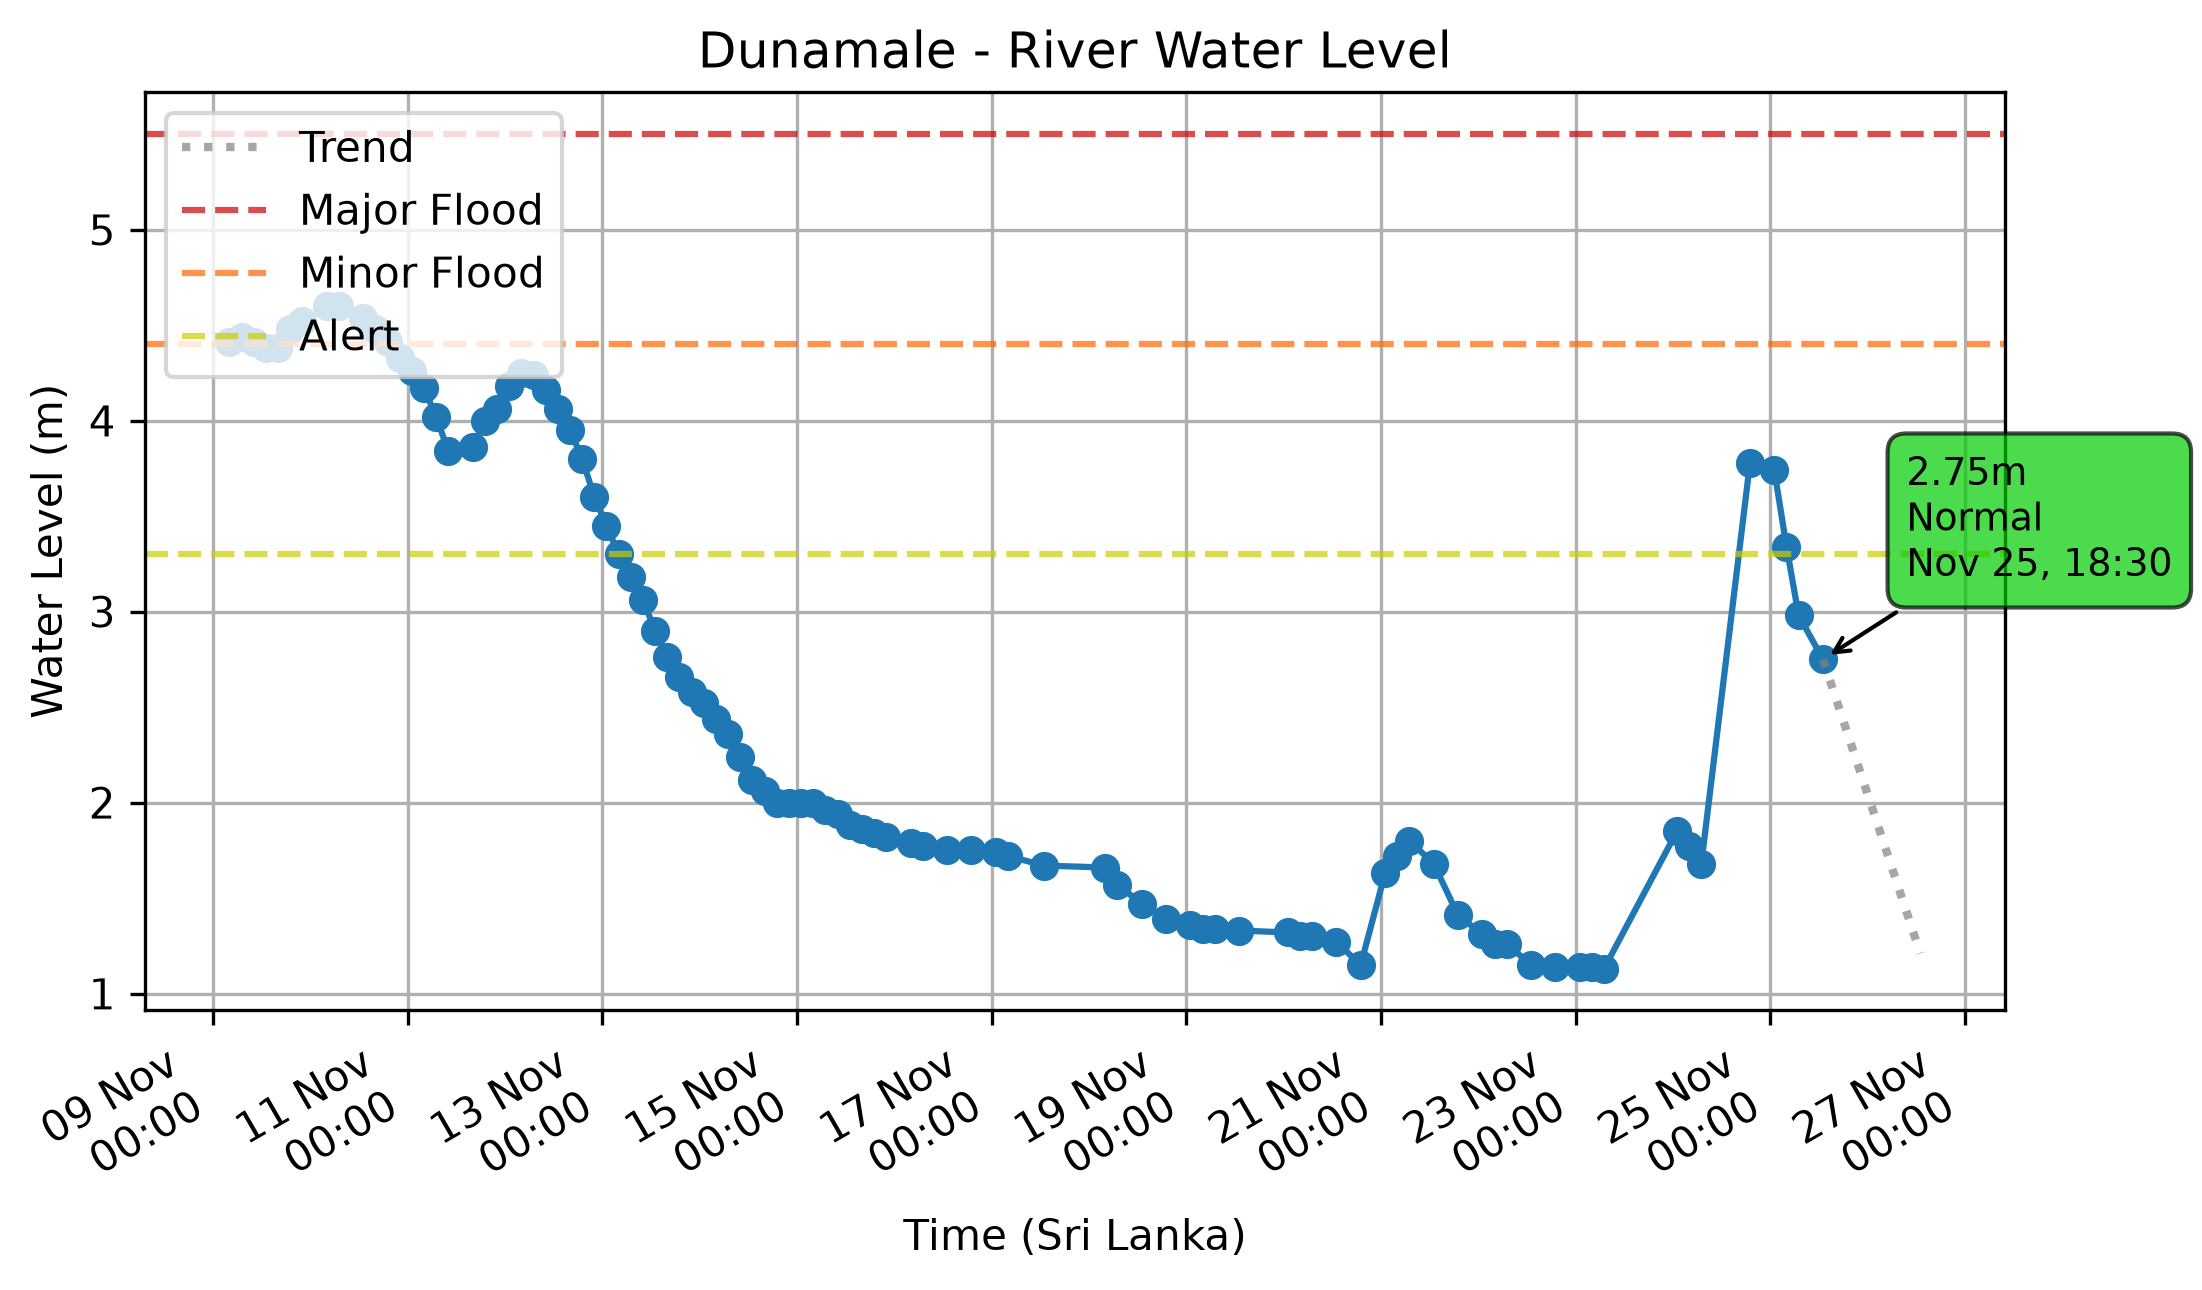 Dunamale - River Water Level
Trend
Major Flood
Minor Flood
Alert
5
4
3
2
1
Water Level (m)
2.75m
Normal
Nov 25, 18:30
09 Nov
00:00
11 Nov
00:00
13 Nov
00:00
15 Nov
00:00
17 Nov
00:00
19 Nov
00:00
21 Nov
00:00
23 Nov
00:00
25 Nov
00:00
27 Nov
00:00
Time (Sri Lanka)